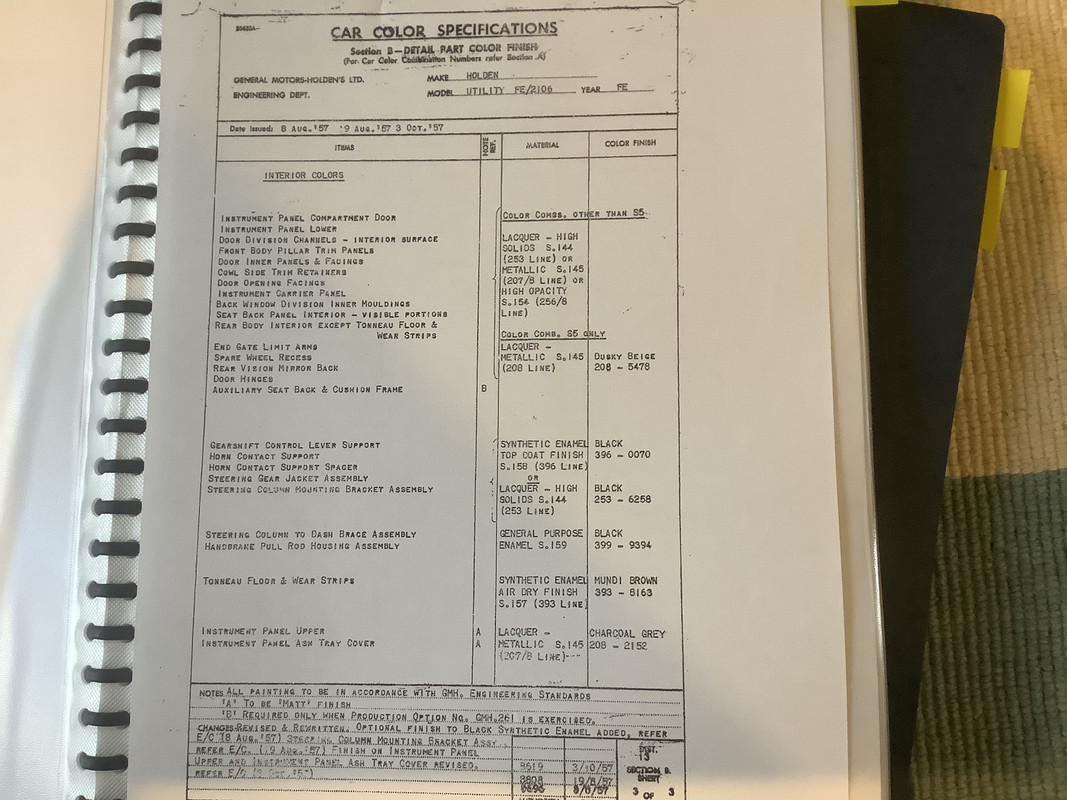 CAR COLOR SPECIFICATIONS
Section B—DETAIL PART COLOR FINISH
(For Car Color Combination Numbers refer Section A)
GENERAL MOTORS-HOLDEN'S LTD.
ENGINEERING DEPT.
MAKE HOLDEN
MODEL UTILITY FE/2106 YEAR FE
Date Issued: 8 AUG.'57 '9 AUG.'57 3 OCT.'57
ITEMS NOTE REF. MATERIAL COLOR FINISH
INTERIOR COLORS
INSTRUMENT PANEL COMPARTMENT DOOR
INSTRUMENT PANEL LOWER
DOOR DIVISION CHANNELS - INTERIOR SURFACE
FRONT BODY PILLAR TRIM PANELS
DOOR INNER PANELS & FACINGS
COWL SIDE TRIM RETAINERS
DOOR OPENING FACINGS
INSTRUMENT CARRIER PANEL
BACK WINDOW DIVISION INNER MOULDINGS
SEAT BACK PANEL INTERIOR - VISIBLE PORTIONS
REAR BODY INTERIOR EXCEPT TONNEAU FLOOR &
WEAR STRIPS
END GATE LIMIT ARMS
SPARE WHEEL RECESS
REAR VISION MIRROR BACK
DOOR HINGES
AUXILIARY SEAT BACK & CUSHION FRAME B
COLOR COMBS. OTHER THAN S5
LACQUER - HIGH
SOLIDS S.144
(253 LINE) OR
METALLIC S.145
(207/8 LINE) OR
HIGH OPACITY
S.154 (256/8
LINE)
COLOR COMB. S5 ONLY
LACQUER -
METALLIC S.145 DUSKY BEIGE
(208 LINE) 208 - 5478
GEARSHIFT CONTROL LEVER SUPPORT
HORN CONTACT SUPPORT
HORN CONTACT SUPPORT SPACER
STEERING GEAR JACKET ASSEMBLY
STEERING COLUMN MOUNTING BRACKET ASSEMBLY
SYNTHETIC ENAMEL BLACK
TOP COAT FINISH 396 - 0070
S.158 (396 LINE)
OR
LACQUER - HIGH BLACK
SOLIDS S.144 253 - 6258
(253 LINE)
STEERING COLUMN TO DASH BRACE ASSEMBLY GENERAL PURPOSE BLACK
HANDBRAKE PULL ROD HOUSING ASSEMBLY ENAMEL S.159 399 - 9394
TONNEAU FLOOR & WEAR STRIPS SYNTHETIC ENAMEL MUNDI BROWN
AIR DRY FINISH 393 - 8163
S.157 (393 LINE)
INSTRUMENT PANEL UPPER A LACQUER - CHARCOAL GREY
INSTRUMENT PANEL ASH TRAY COVER A METALLIC S.145 208 - 2152
(207/8 LINE)
NOTES ALL PAINTING TO BE IN ACCORDANCE WITH GMH. ENGINEERING STANDARDS
'A' TO BE 'MATT' FINISH
'B' REQUIRED ONLY WHEN PRODUCTION OPTION NO. GMH.261 IS EXERCISED.
CHANGES REVISED & REWRITTEN. OPTIONAL FINISH TO BLACK SYNTHETIC ENAMEL ADDED, REFER
E/C (8 AUG.'57) STEERING COLUMN MOUNTING BRACKET ASSY.
REFER E/C. (19 AUG.'57) FINISH ON INSTRUMENT PANEL
UPPER AND INSTRUMENT PANEL ASH TRAY COVER REVISED.
REFER E/C (3 OCT.'57)
8619 3/10/57
8608 19/8/57
8/8/57
DIST.
13
SECTION B.
SHEET
3 OF 3